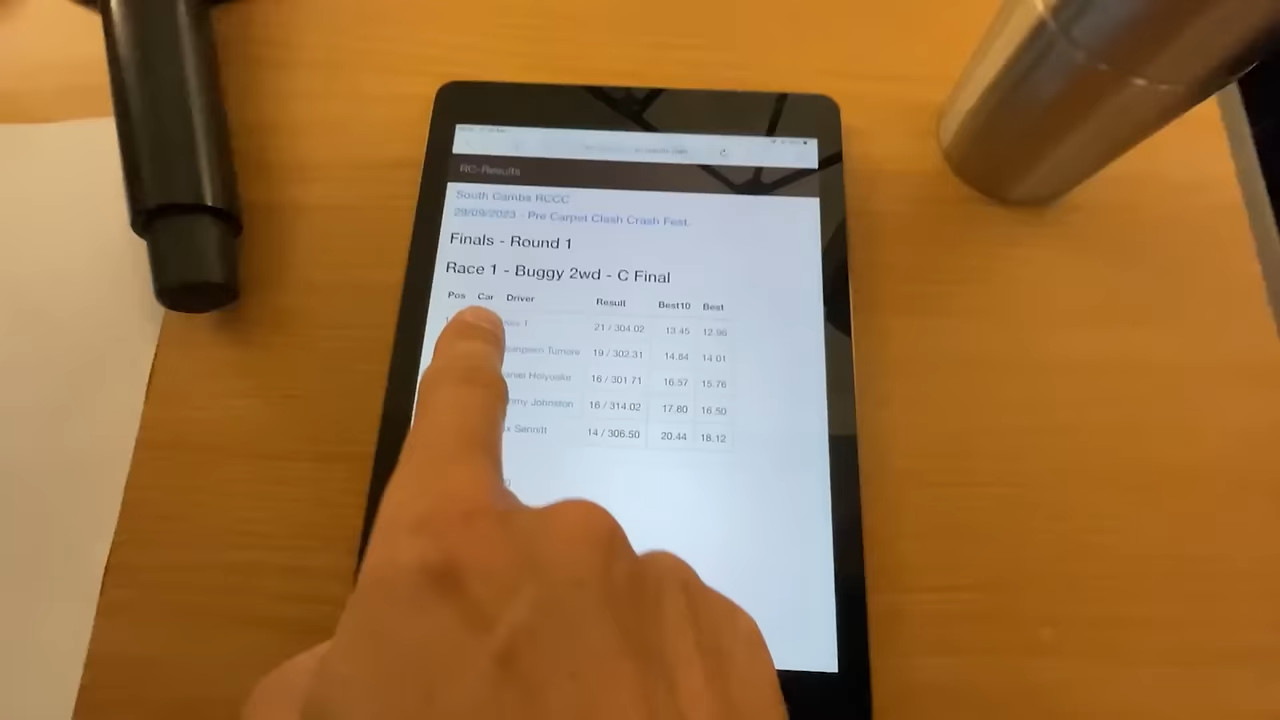 RC-Results
South Cambs RCCC
29/09/2023 - Pre Carpet Clash Crash Fest.
Finals - Round 1
Race 1 - Buggy 2wd - C Final
Pos Car Driver Result Best10 Best
21 / 304.02 13.45 12.96
19 / 302.31 14.84 14.01
Holyoake 16 / 301.71 16.57 15.76
Johnston 16 / 314.02 17.80 16.50
Sennitt 14 / 306.50 20.44 18.12